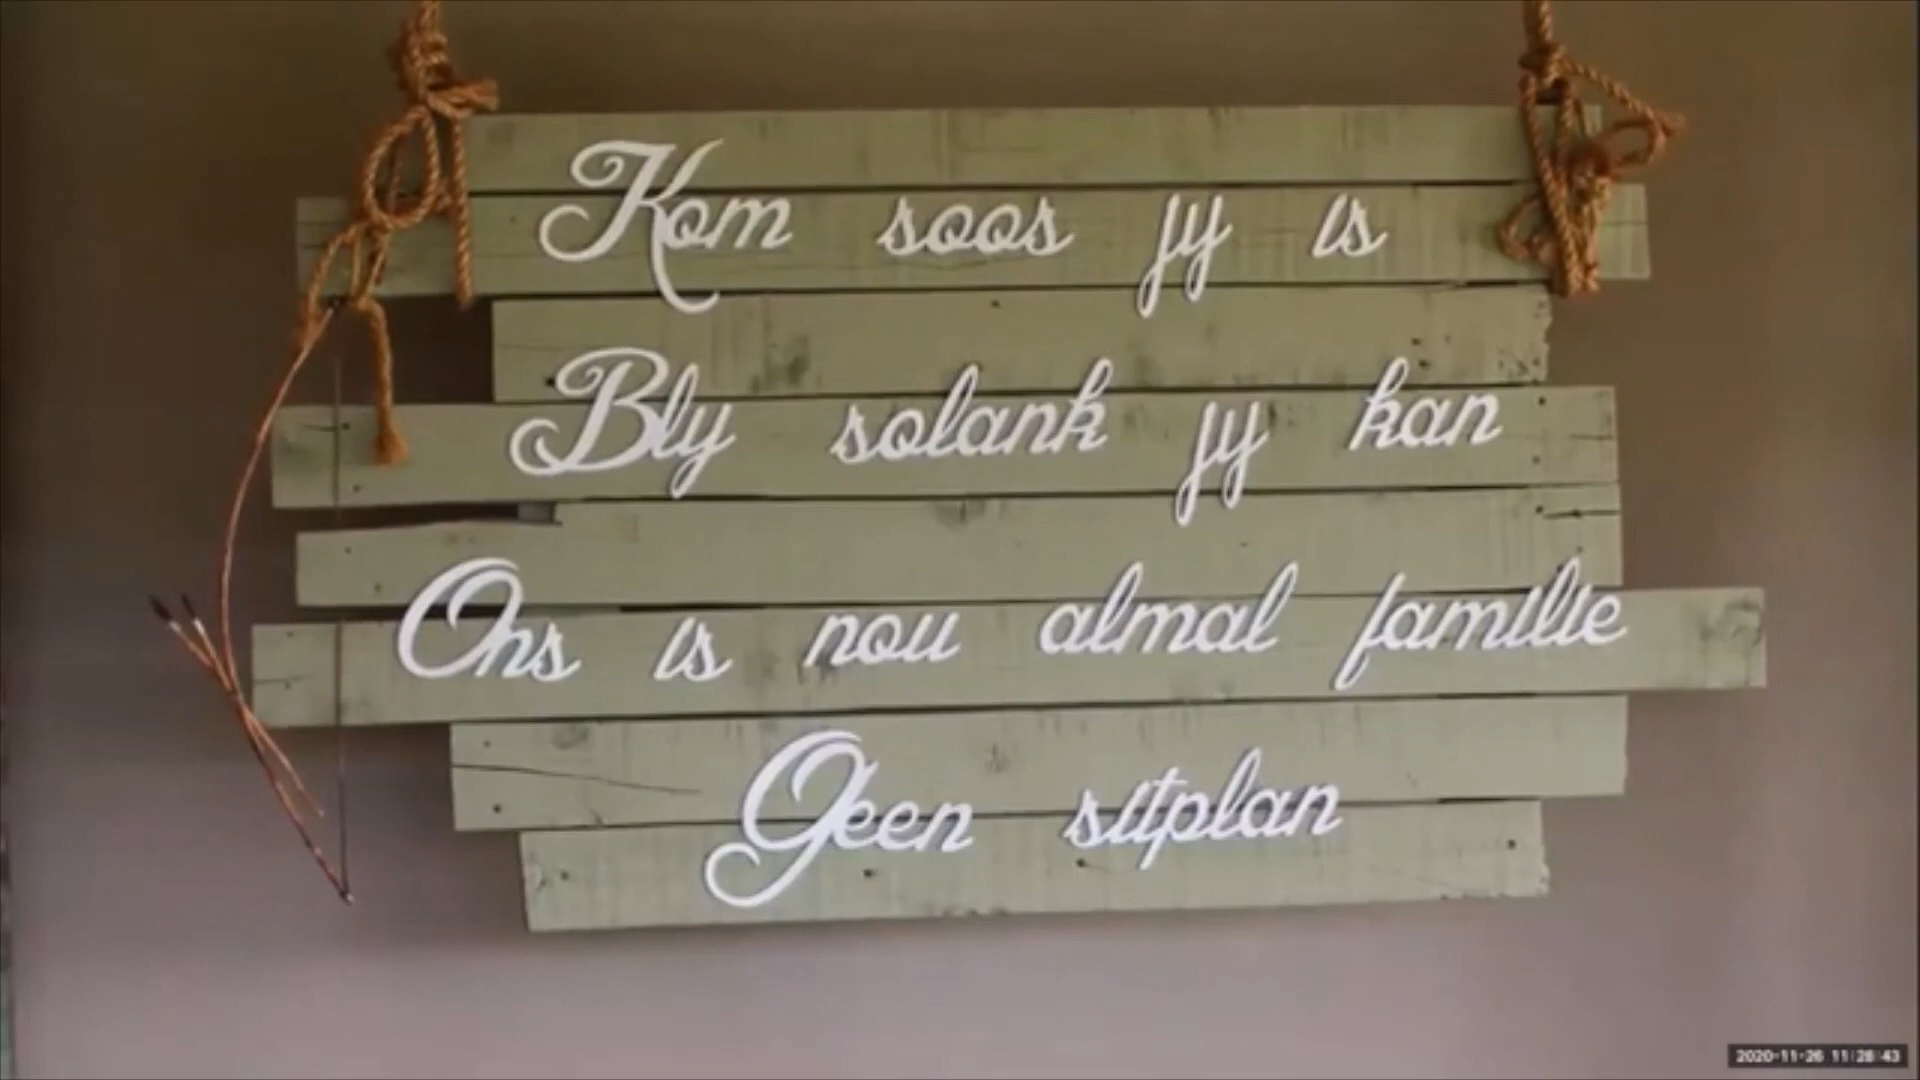 Kom soos jy is
Bly solank jy kan
Ons is nou almal familie
Geen sitplan
2020-11-26 11:28:43